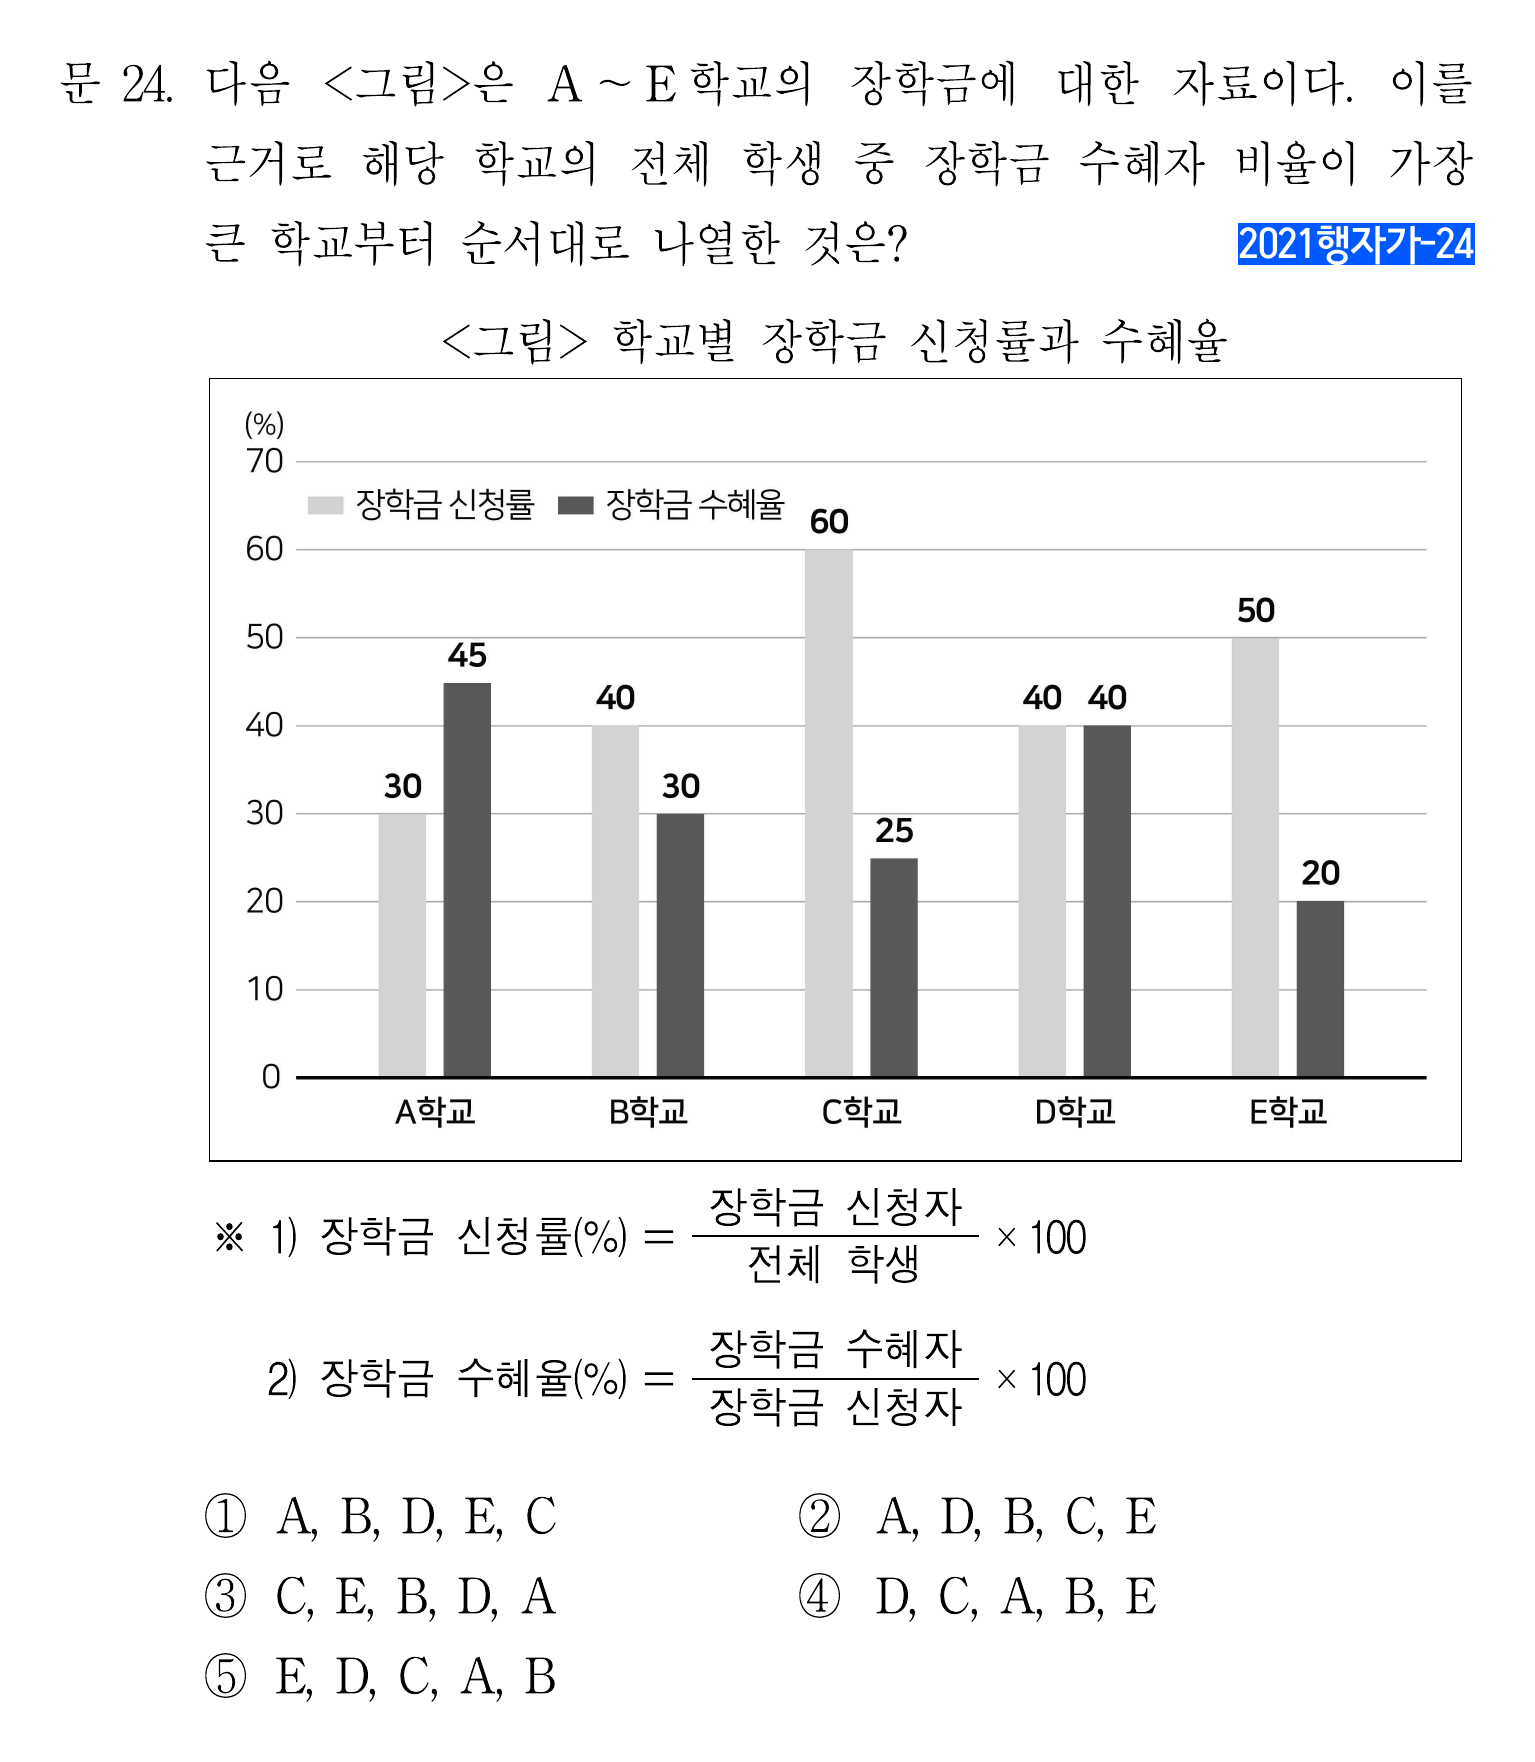 문 24. 다음 <그림>은 A ~ E 학교의 장학금에 대한 자료이다. 이를
근거로 해당 학교의 전체 학생 중 장학금 수혜자 비율이 가장
큰 학교부터 순서대로 나열한 것은? 2021행자가-24
<그림> 학교별 장학금 신청률과 수혜율
(%)
70
장학금 신청률 장학금 수혜율
60
60
50
50
45
40
40 40 40
30
30 30
25
20
20
10
0
A학교 B학교 C학교 D학교 E학교
※ 1) 장학금 신청률(%) = 장학금 신청자 / 전체 학생 × 100
2) 장학금 수혜율(%) = 장학금 수혜자 / 장학금 신청자 × 100
① A, B, D, E, C ② A, D, B, C, E
③ C, E, B, D, A ④ D, C, A, B, E
⑤ E, D, C, A, B